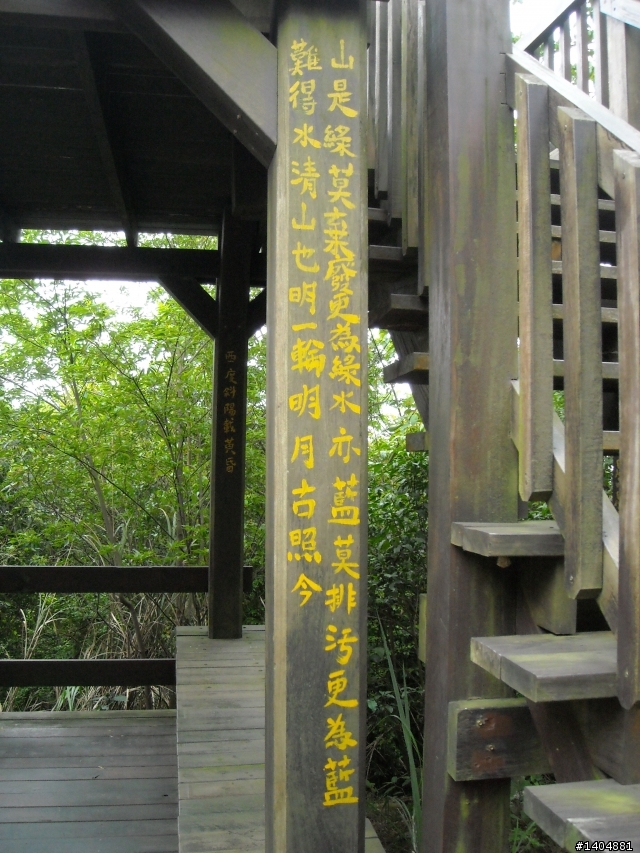 山是綠莫棄廢更為綠水亦藍莫排污更為藍
難得水清山也明一輪明月古照今
西度斜陽載黃昏
#1404881